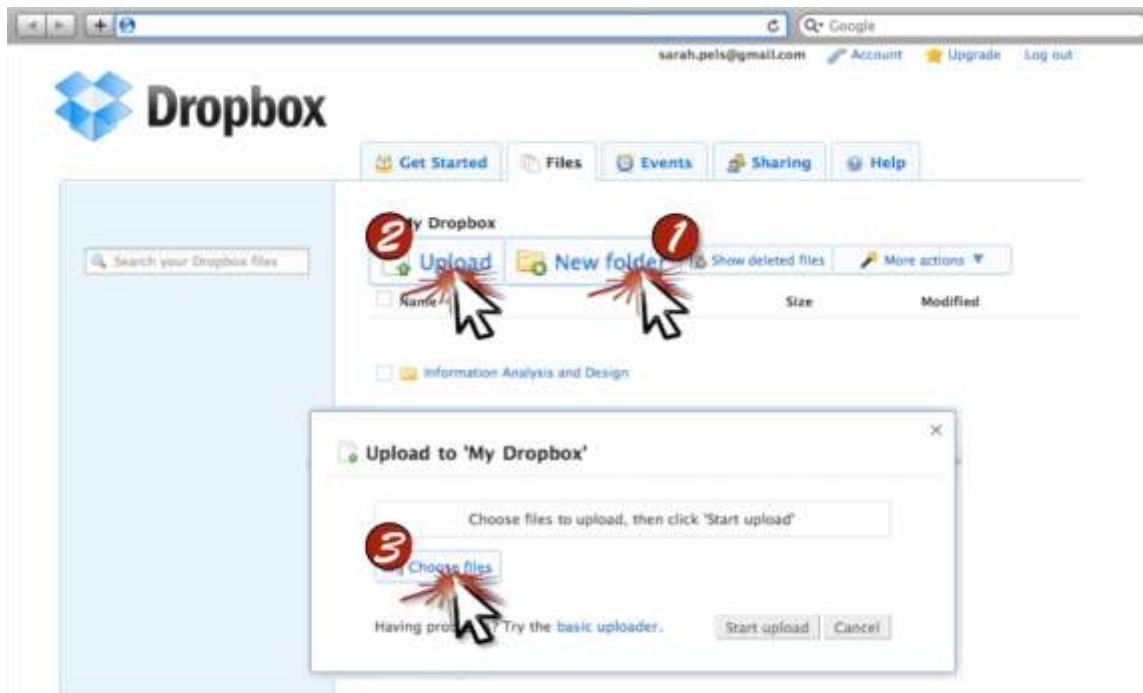 Google
sarah.pels@gmail.com Account Upgrade Log out
Dropbox
Get Started Files Events Sharing Help
My Dropbox
2 1
Search your Dropbox files
Upload New folder Show deleted files More actions
Name Size Modified
Information Analysis and Design
Upload to 'My Dropbox'
Choose files to upload, then click 'Start upload'
3
Choose files
Having ? Try the basic uploader. Start upload Cancel